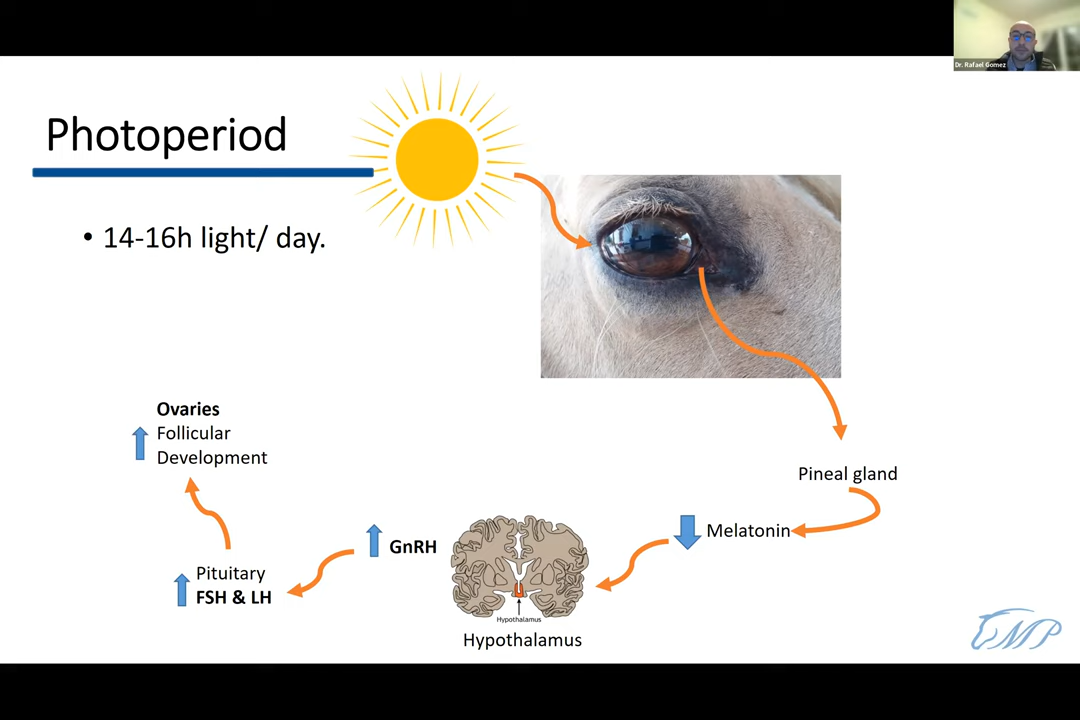 Dr. Rafael Gomez
Photoperiod
• 14-16h light/ day.
Ovaries
Follicular
Development
Pineal gland
Melatonin
GnRH
Pituitary
FSH & LH
Hypothalamus
Hypothalamus
MP